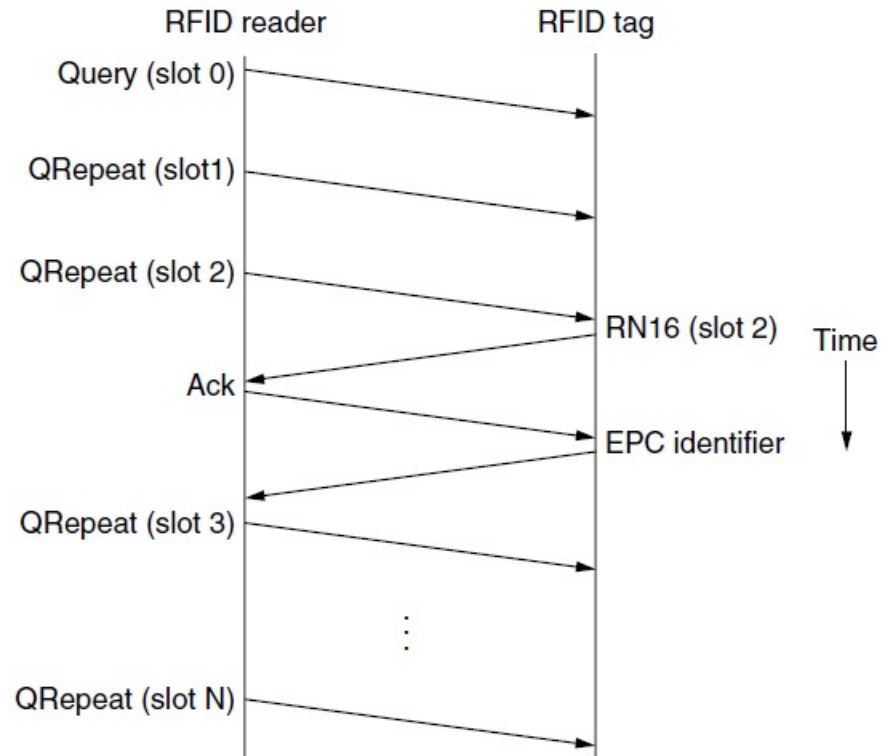 RFID reader
RFID tag
Query (slot 0)
QRepeat (slot1)
QRepeat (slot 2)
RN16 (slot 2)
Time
Ack
EPC identifier
QRepeat (slot 3)
QRepeat (slot N)